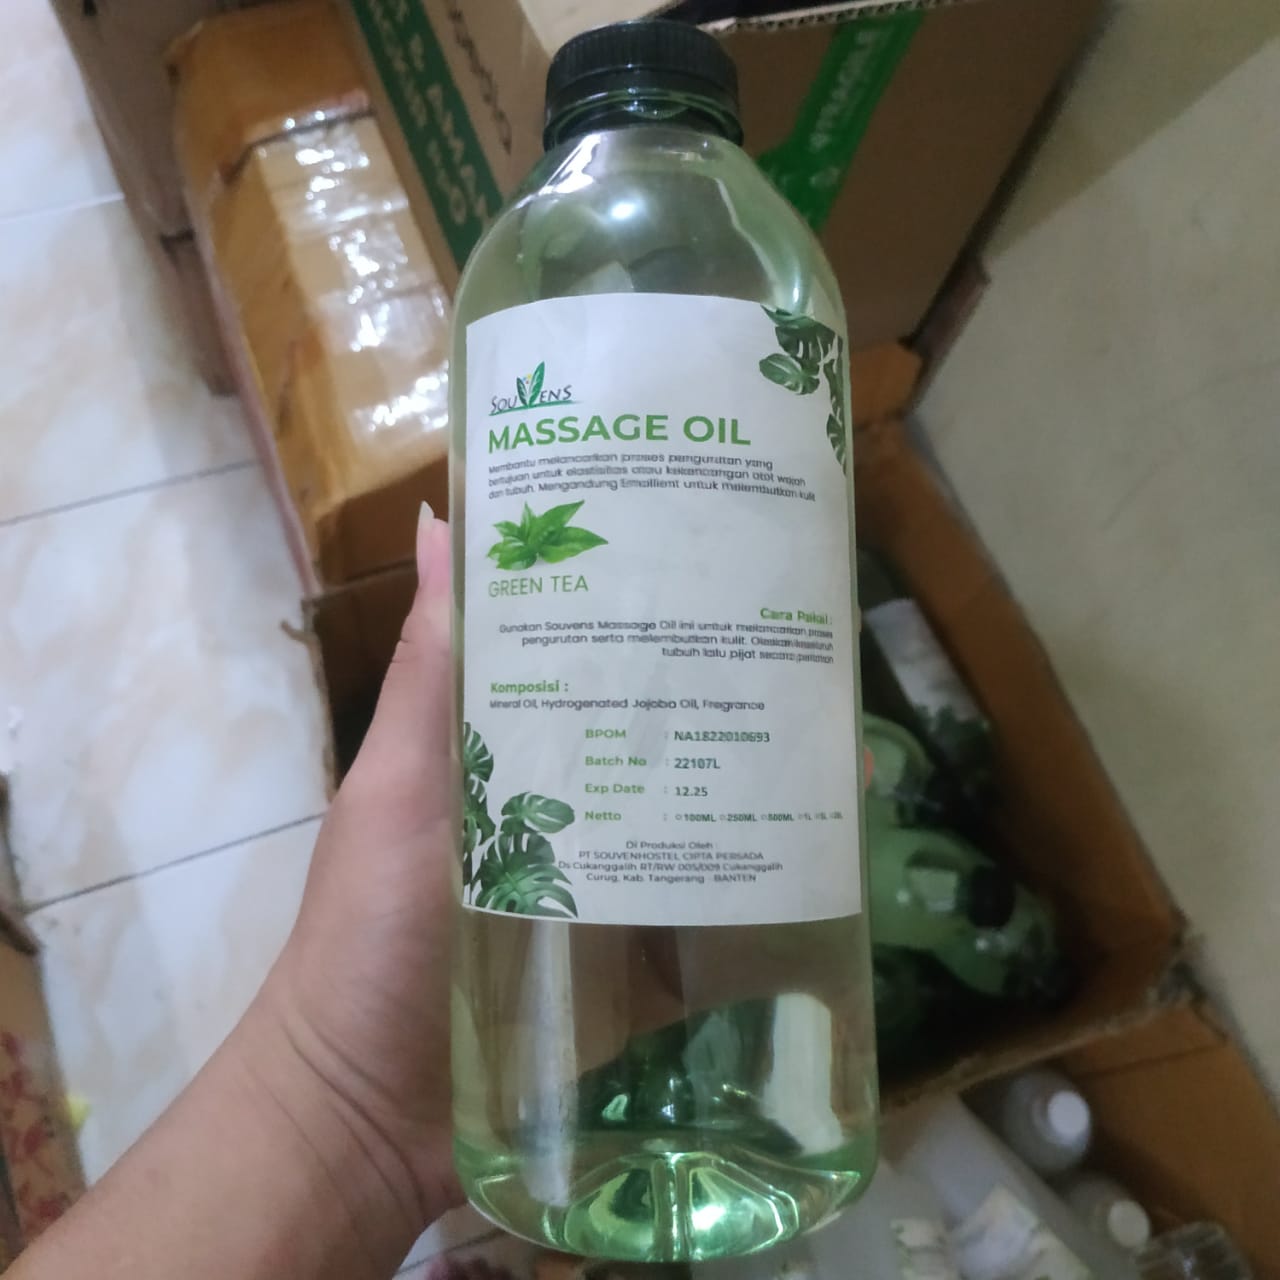 FRAGILE
SOUVENS
MASSAGE OIL
Membantu melancarkan proses pengurutan yang
bertujuan untuk elastisitas atau kekencangan otot wajah
dan tubuh. Mengandung Emollient untuk melembutkan kulit
GREEN TEA
Cara Pakai :
Gunakan Souvens Massage Oil ini untuk melancarkan proses
pengurutan serta melembutkan kulit. Oleskan keseluruh
tubuh lalu pijat secara perlahan
Komposisi :
Mineral Oil, Hydrogenated Jojoba Oil, Fragrance
BPOM : NA1822010693
Batch No : 22107L
Exp Date : 12.25
Netto : 100ML 250ML 500ML 1L 5L
Di Produksi Oleh :
PT SOUVENHOSTEL CIPTA PERSADA
Ds Cukanggalih RT/RW 005/009 Cukanggalih
Curug, Kab. Tangerang - BANTEN